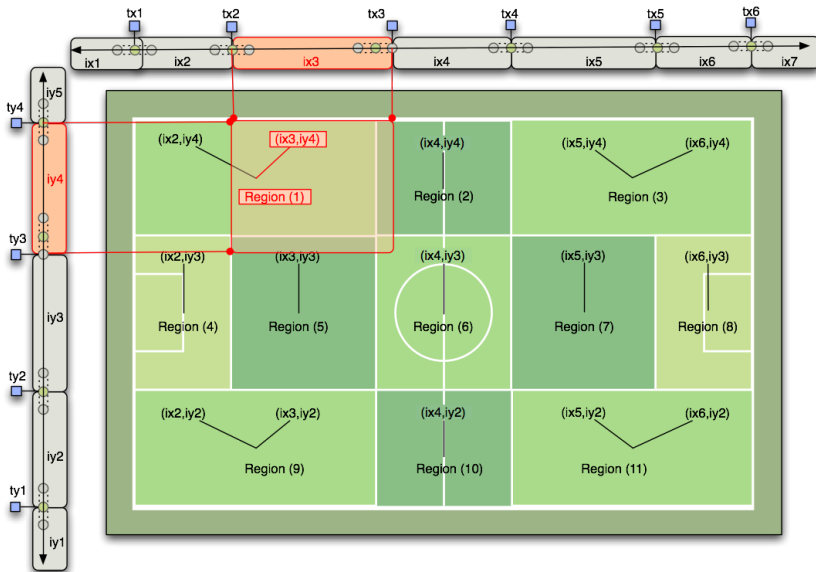 tx1 tx2 tx3 tx4 tx5 tx6
ix1 ix2 ix3 ix4 ix5 ix6 ix7
iy5
ty4
iy4
ty3
iy3
ty2
iy2
ty1
iy1
(ix2,iy4) (ix3,iy4) (ix4,iy4) (ix5,iy4) (ix6,iy4)
Region (1) Region (2) Region (3)
(ix2,iy3) (ix3,iy3) (ix4,iy3) (ix5,iy3) (ix6,iy3)
Region (4) Region (5) Region (6) Region (7) Region (8)
(ix2,iy2) (ix3,iy2) (ix4,iy2) (ix5,iy2) (ix6,iy2)
Region (9) Region (10) Region (11)